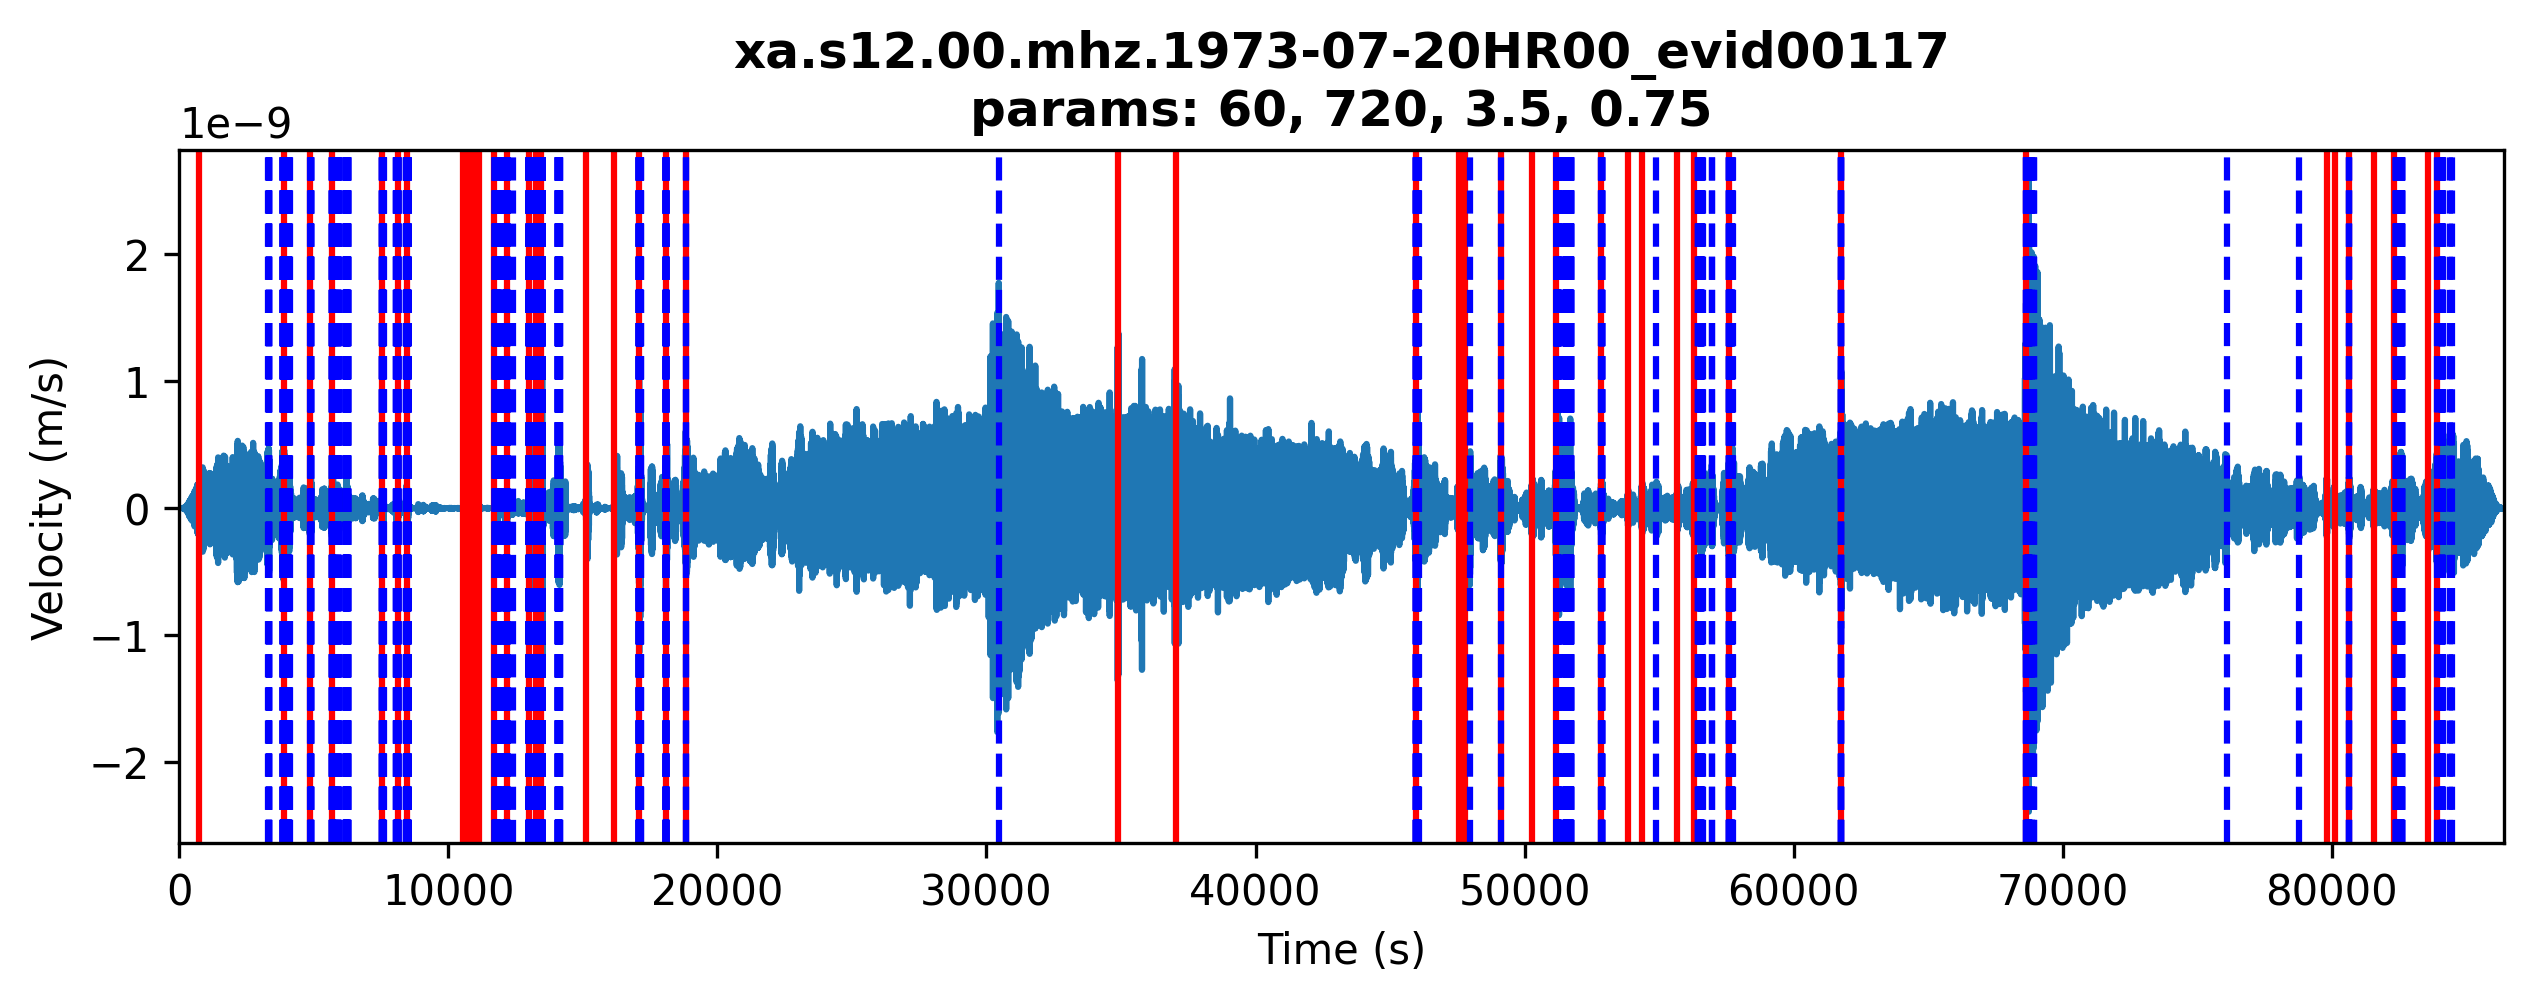 xa.s12.00.mhz.1973-07-20HR00_evid00117
params: 60, 720, 3.5, 0.75
1e−9
2
1
0
−1
−2
Velocity (m/s)
0 10000 20000 30000 40000 50000 60000 70000 80000
Time (s)